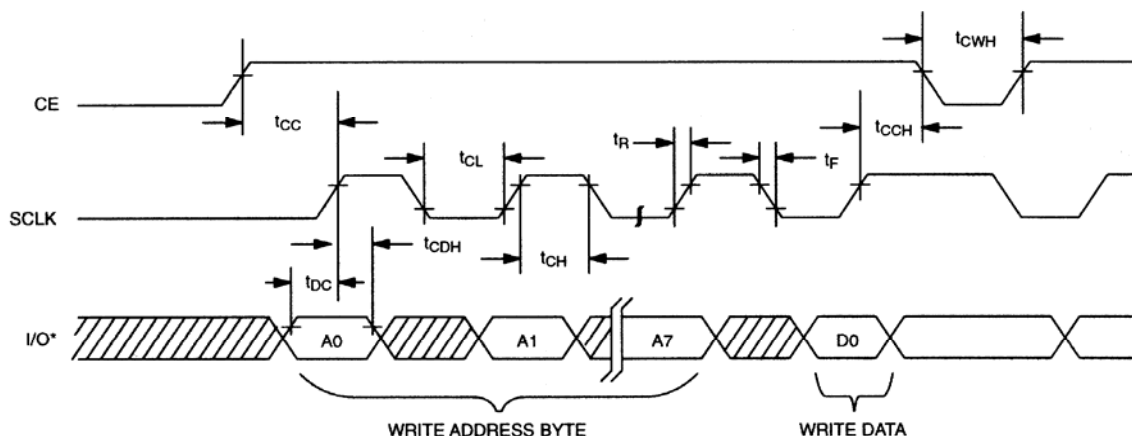 tCWH
CE
tCC
tCCH
tR
tF
tCL
SCLK
tCDH
tCH
tDC
I/O*
A0
A1
A7
D0
WRITE ADDRESS BYTE
WRITE DATA